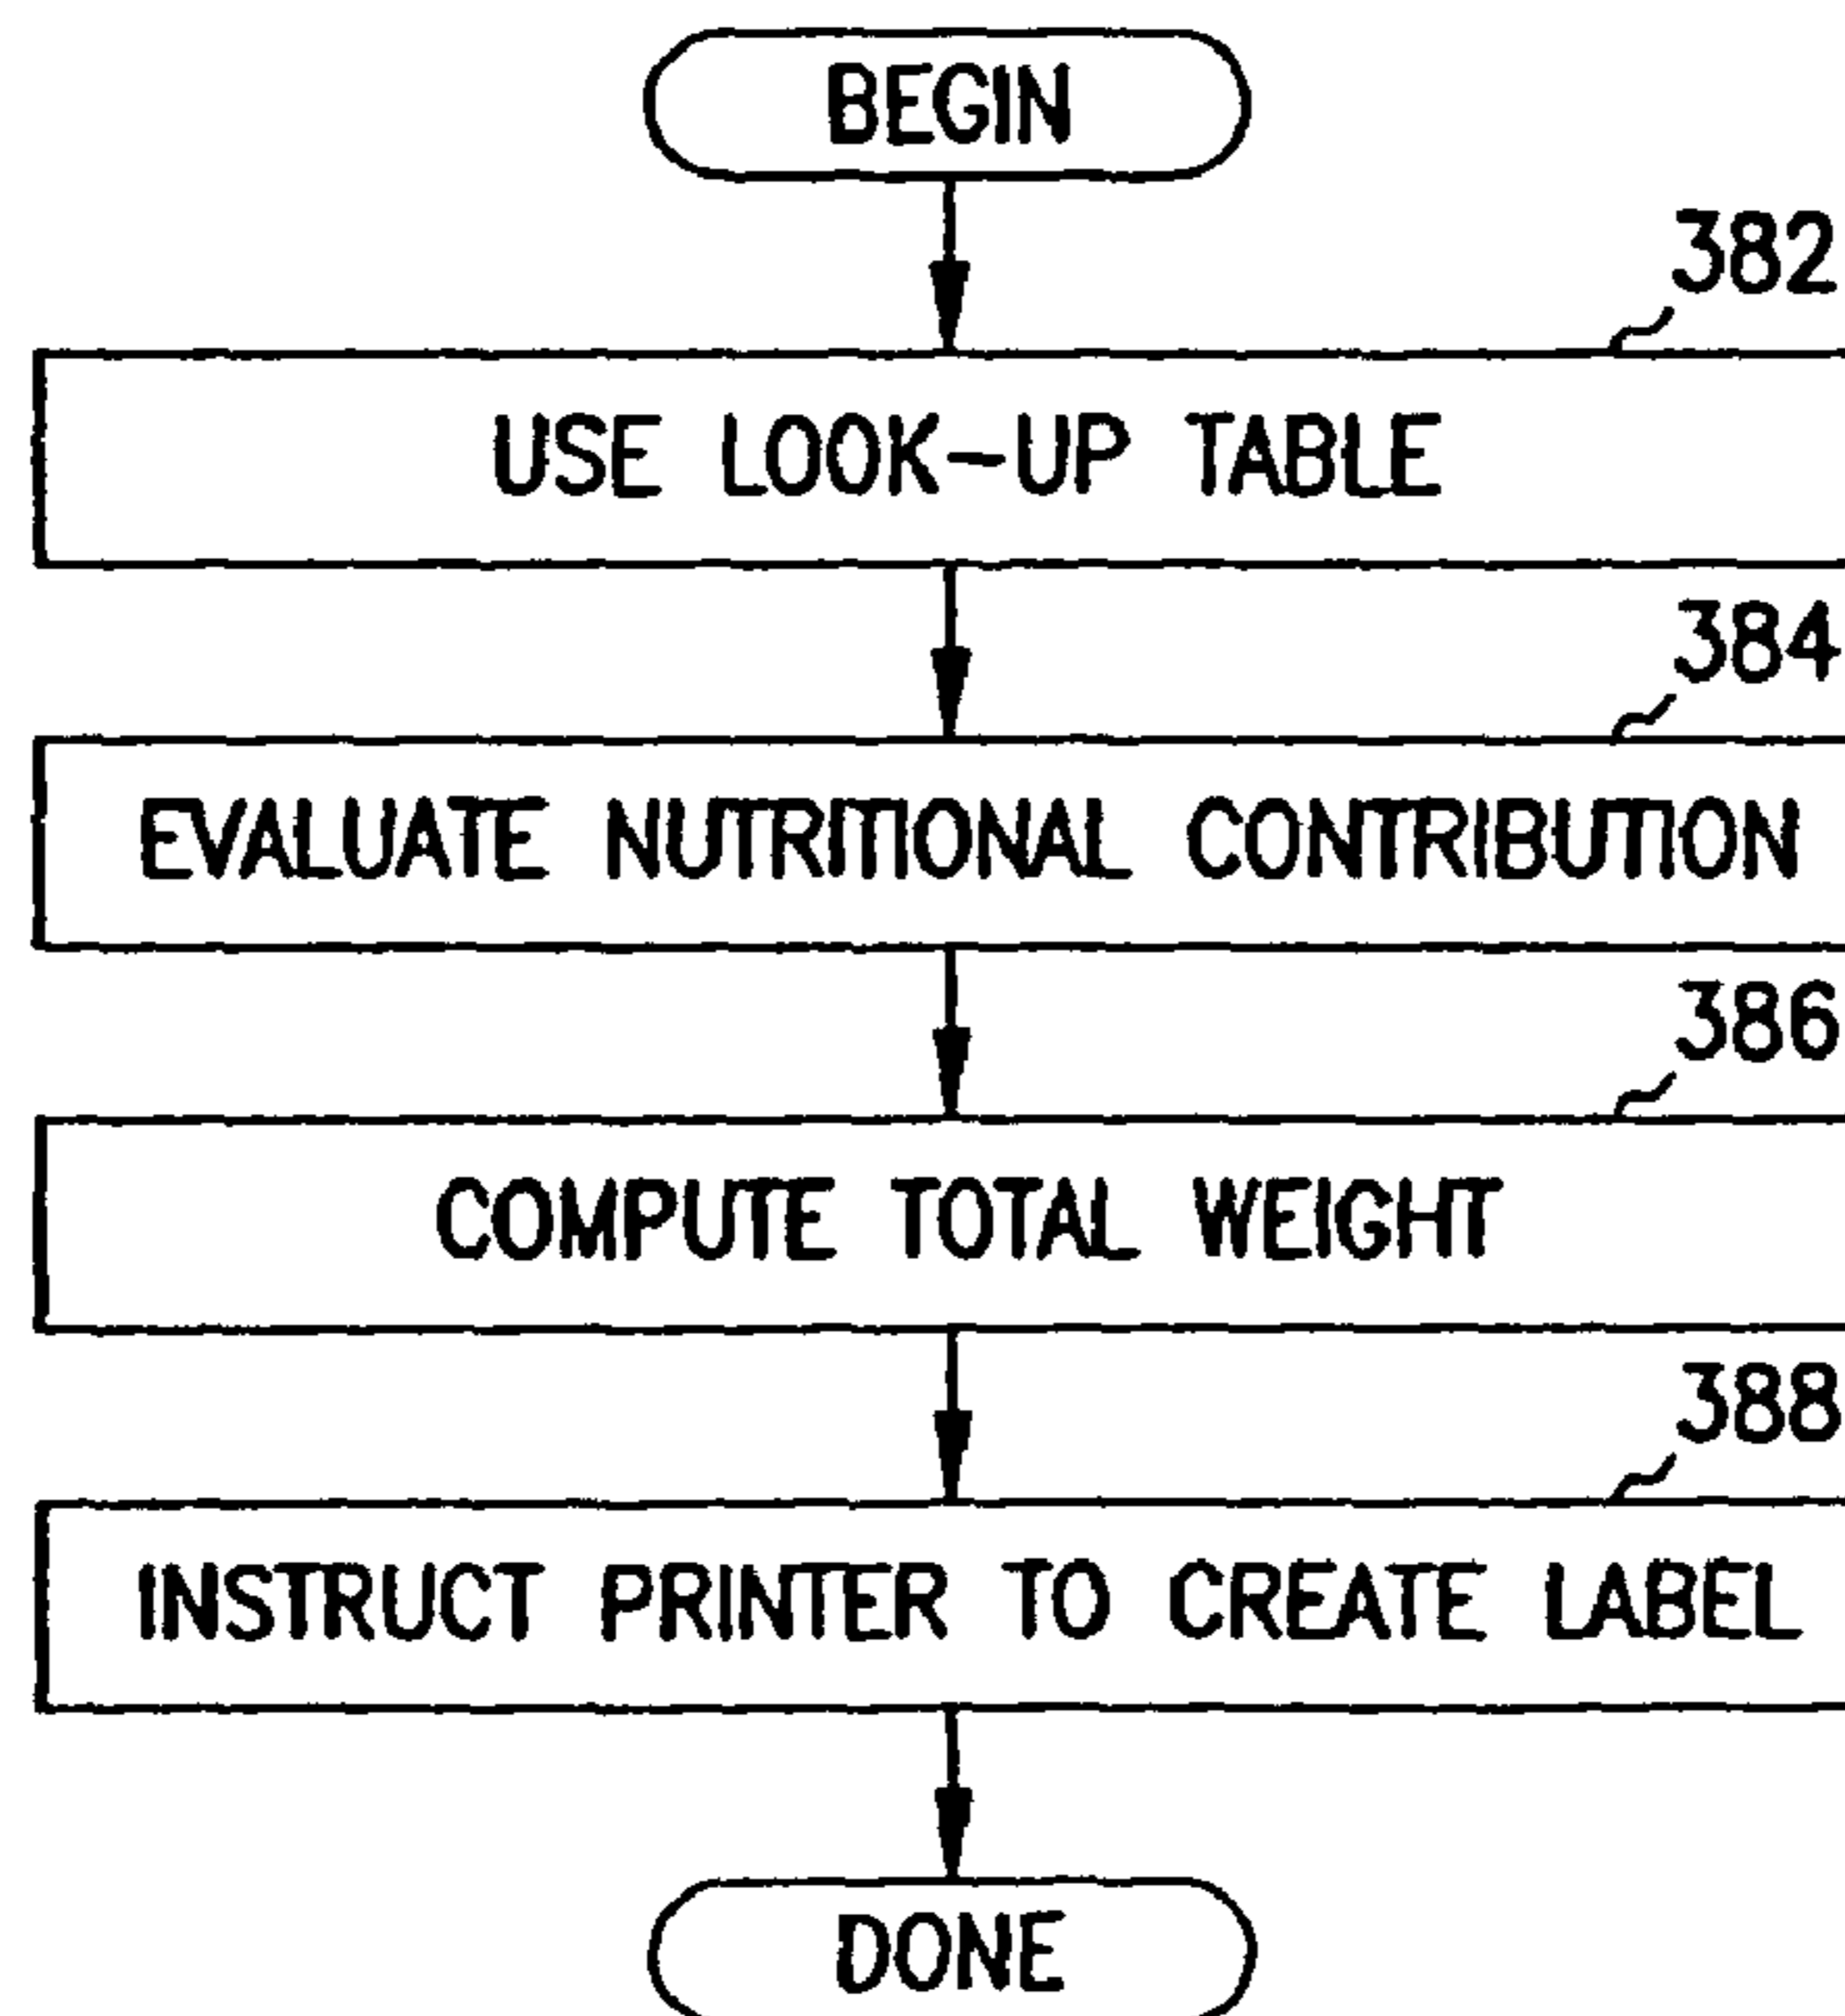 BEGIN
382
USE LOOK-UP TABLE
384
EVALUATE NUTRITIONAL CONTRIBUTION
386
COMPUTE TOTAL WEIGHT
388
INSTRUCT PRINTER TO CREATE LABEL
DONE